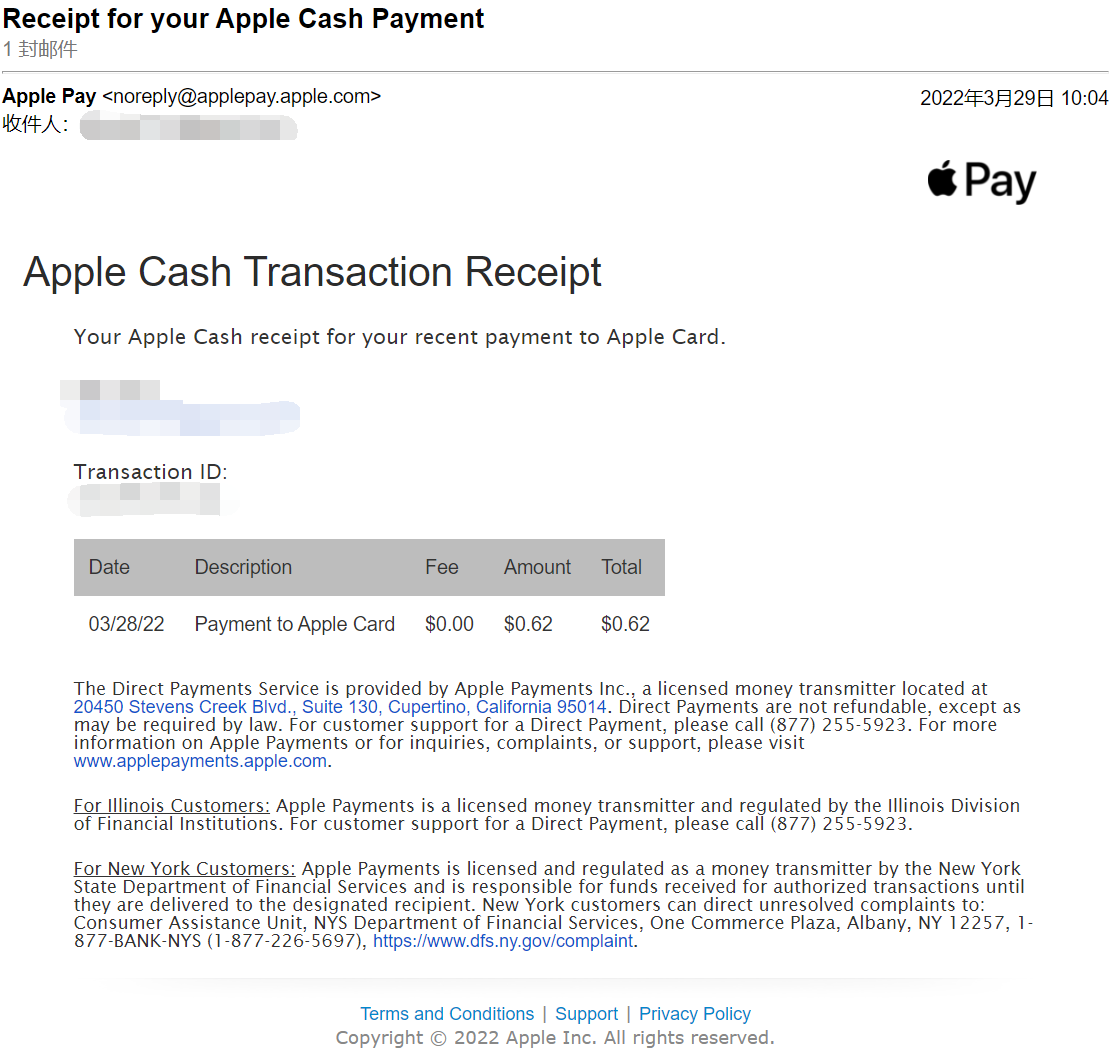 Receipt for your Apple Cash Payment
1 封邮件
Apple Pay <noreply@applepay.apple.com>
2022年3月29日 10:04
收件人：
Pay
Apple Cash Transaction Receipt
Your Apple Cash receipt for your recent payment to Apple Card.
Transaction ID:
Date Description Fee Amount Total
03/28/22 Payment to Apple Card $0.00 $0.62 $0.62
The Direct Payments Service is provided by Apple Payments Inc., a licensed money transmitter located at
20450 Stevens Creek Blvd., Suite 130, Cupertino, California 95014. Direct Payments are not refundable, except as
may be required by law. For customer support for a Direct Payment, please call (877) 255-5923. For more
information on Apple Payments or for inquiries, complaints, or support, please visit
www.applepayments.apple.com.
For Illinois Customers: Apple Payments is a licensed money transmitter and regulated by the Illinois Division
of Financial Institutions. For customer support for a Direct Payment, please call (877) 255-5923.
For New York Customers: Apple Payments is licensed and regulated as a money transmitter by the New York
State Department of Financial Services and is responsible for funds received for authorized transactions until
they are delivered to the designated recipient. New York customers can direct unresolved complaints to:
Consumer Assistance Unit, NYS Department of Financial Services, One Commerce Plaza, Albany, NY 12257, 1-
877-BANK-NYS (1-877-226-5697), https://www.dfs.ny.gov/complaint.
Terms and Conditions | Support | Privacy Policy
Copyright © 2022 Apple Inc. All rights reserved.